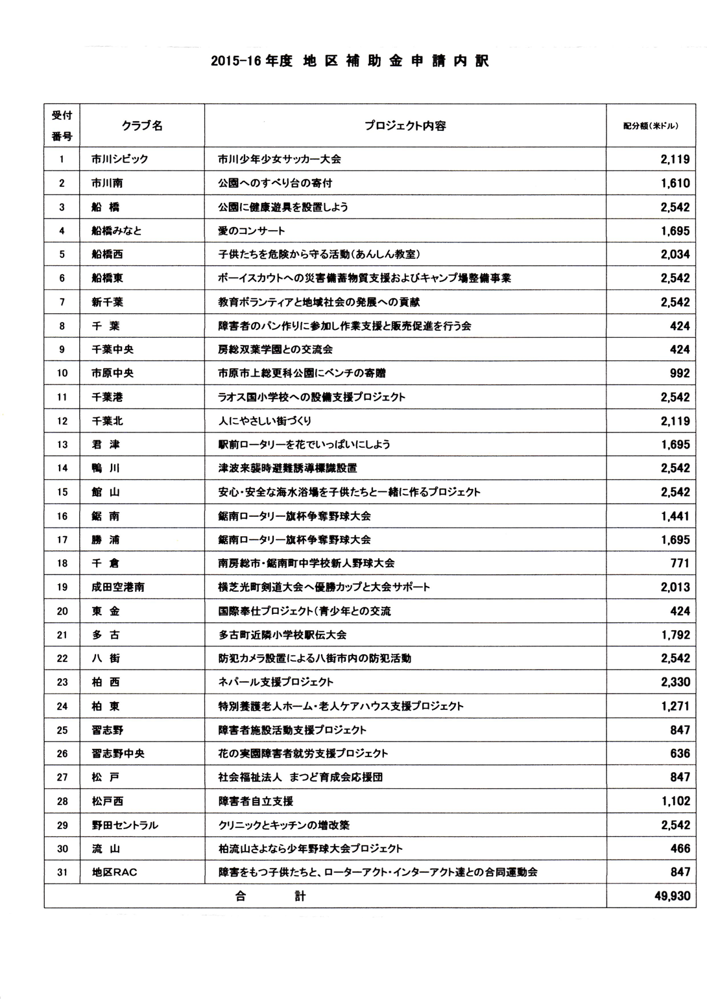 2015-16 年度 地 区 補 助 金 申 請 内 訳
受付番号 クラブ名 プロジェクト内容 配分額(米ドル)
1 市川シビック 市川少年少女サッカー大会 2,119
2 市川南 公園へのすべり台の寄付 1,610
3 船 橋 公園に健康遊具を設置しよう 2,542
4 船橋みなと 愛のコンサート 1,695
5 船橋西 子供たちを危険から守る活動(あんしん教室) 2,034
6 船橋東 ボーイスカウトへの災害備蓄物質支援およびキャンプ場整備事業 2,542
7 新千葉 教育ボランティアと地域社会の発展への貢献 2,542
8 千 葉 障害者のパン作りに参加し作業支援と販売促進を行う会 424
9 千葉中央 房総双葉学園との交流会 424
10 市原中央 市原市上総更科公園にベンチの寄贈 992
11 千葉港 ラオス国小学校への設備支援プロジェクト 2,542
12 千葉北 人にやさしい街づくり 2,119
13 君 津 駅前ロータリーを花でいっぱいにしよう 1,695
14 鴨 川 津波来襲時避難誘導標識設置 2,542
15 館 山 安心・安全な海水浴場を子供たちと一緒に作るプロジェクト 2,542
16 鋸 南 鋸南ロータリー旗杯争奪野球大会 1,441
17 勝 浦 鋸南ロータリー旗杯争奪野球大会 1,695
18 千 倉 南房総市・鋸南町中学校新人野球大会 771
19 成田空港南 横芝光町剣道大会へ優勝カップと大会サポート 2,013
20 東 金 国際奉仕プロジェクト(青少年との交流 424
21 多 古 多古町近隣小学校駅伝大会 1,792
22 八 街 防犯カメラ設置による八街市内の防犯活動 2,542
23 柏 西 ネパール支援プロジェクト 2,330
24 柏 東 特別養護老人ホーム・老人ケアハウス支援プロジェクト 1,271
25 習志野 障害者施設活動支援プロジェクト 847
26 習志野中央 花の実園障害者就労支援プロジェクト 636
27 松 戸 社会福祉法人 まつど育成会応援団 847
28 松戸西 障害者自立支援 1,102
29 野田セントラル クリニックとキッチンの増改築 2,542
30 流 山 柏流山さよなら少年野球大会プロジェクト 466
31 地区RAC 障害をもつ子供たちと、ローターアクト・インターアクト達との合同運動会 847
合 計 49,930